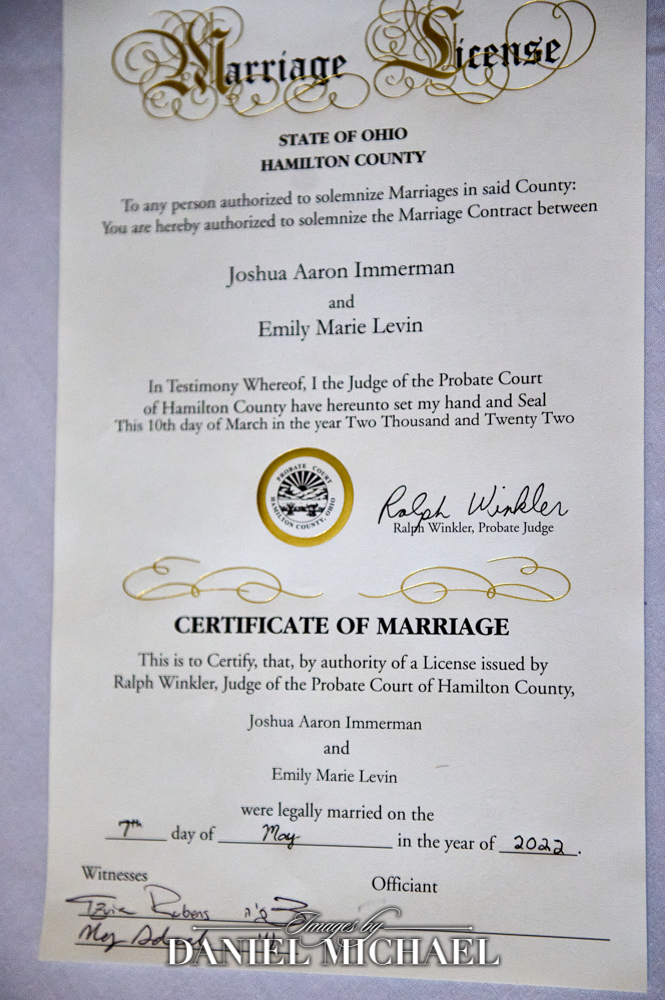 Marriage License
STATE OF OHIO
HAMILTON COUNTY
To any person authorized to solemnize Marriages in said County:
You are hereby authorized to solemnize the Marriage Contract between
Joshua Aaron Immerman
and
Emily Marie Levin
In Testimony Whereof, I the Judge of the Probate Court
of Hamilton County have hereunto set my hand and Seal
This 10th day of March in the year Two Thousand and Twenty Two
PROBATE COURT
HAMILTON COUNTY, OHIO
Ralph Winkler
Ralph Winkler, Probate Judge
CERTIFICATE OF MARRIAGE
This is to Certify, that, by authority of a License issued by
Ralph Winkler, Judge of the Probate Court of Hamilton County,
Joshua Aaron Immerman
and
Emily Marie Levin
were legally married on the
7th day of May in the year of 2022.
Witnesses
Officiant
Rubens
Images by
DANIEL MICHAEL